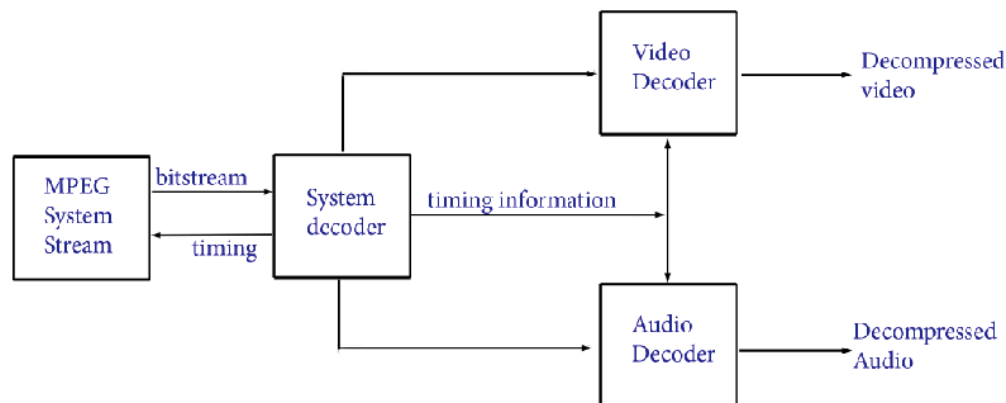 Video
Decoder
Decompressed
video
MPEG
System
Stream
bitstream
timing
System
decoder
timing information
Audio
Decoder
Decompressed
Audio